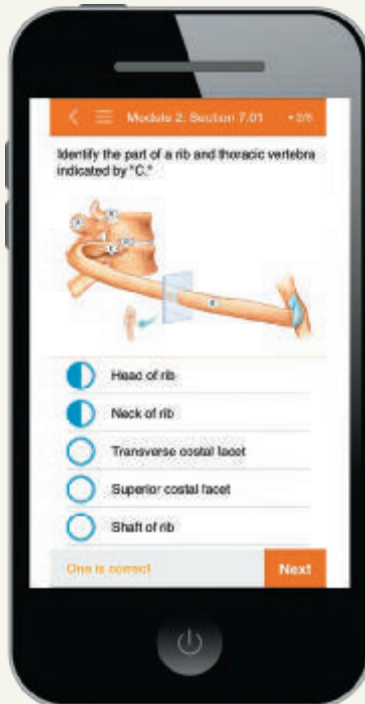 Module 2: Section 7.01
Identify the part of a rib and thoracic vertebra
indicated by "C."
Head of rib
Neck of rib
Transverse costal facet
Superior costal facet
Shaft of rib
One is correct
Next